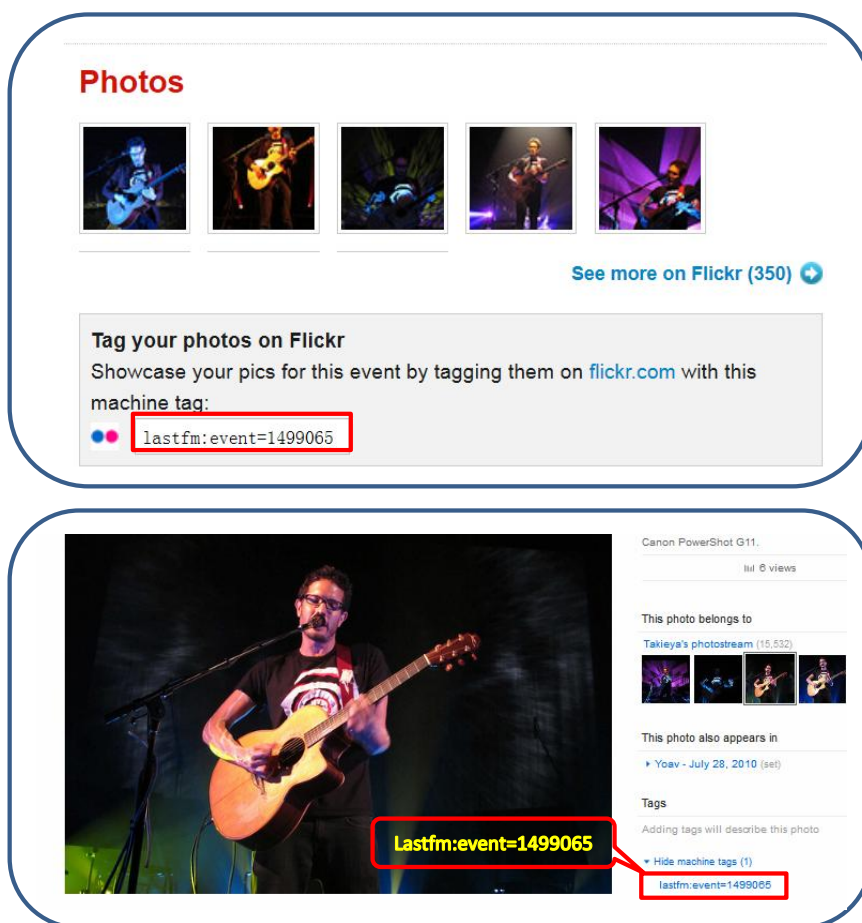 Photos
See more on Flickr (350)
Tag your photos on Flickr
Showcase your pics for this event by tagging them on flickr.com with this
machine tag:
lastfm:event=1499065
Canon PowerShot G11.
6 views
This photo belongs to
Takieya's photostream (15,532)
This photo also appears in
Yoav - July 28, 2010 (set)
Tags
Adding tags will describe this photo
Lastfm:event=1499065
Hide machine tags (1)
lastfm:event=1499065